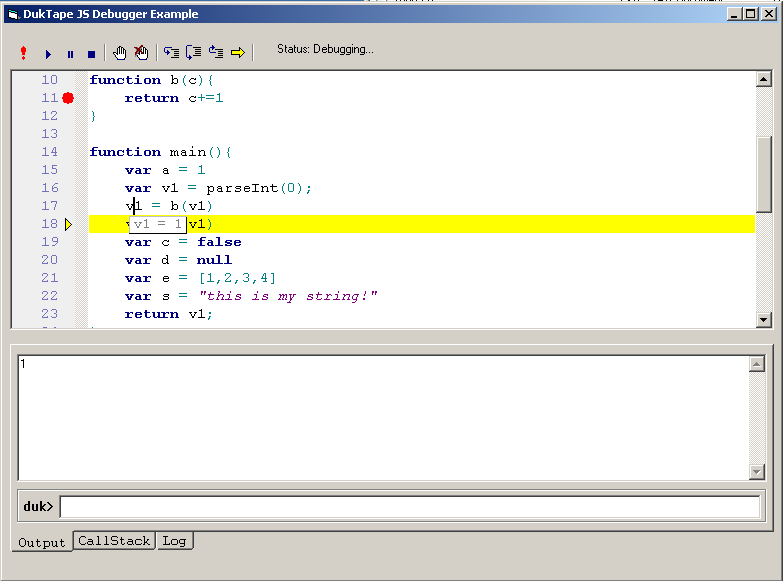 DukTape JS Debugger Example
Status: Debugging...
10 function b(c){
11 return c+=1
12 }
13
14 function main(){
15 var a = 1
16 var v1 = parseInt(0);
17 v1 = b(v1)
18 v1 = 1 v1)
19 var c = false
20 var d = null
21 var e = [1,2,3,4]
22 var s = "this is my string!"
23 return v1;
1
duk>
Output CallStack Log